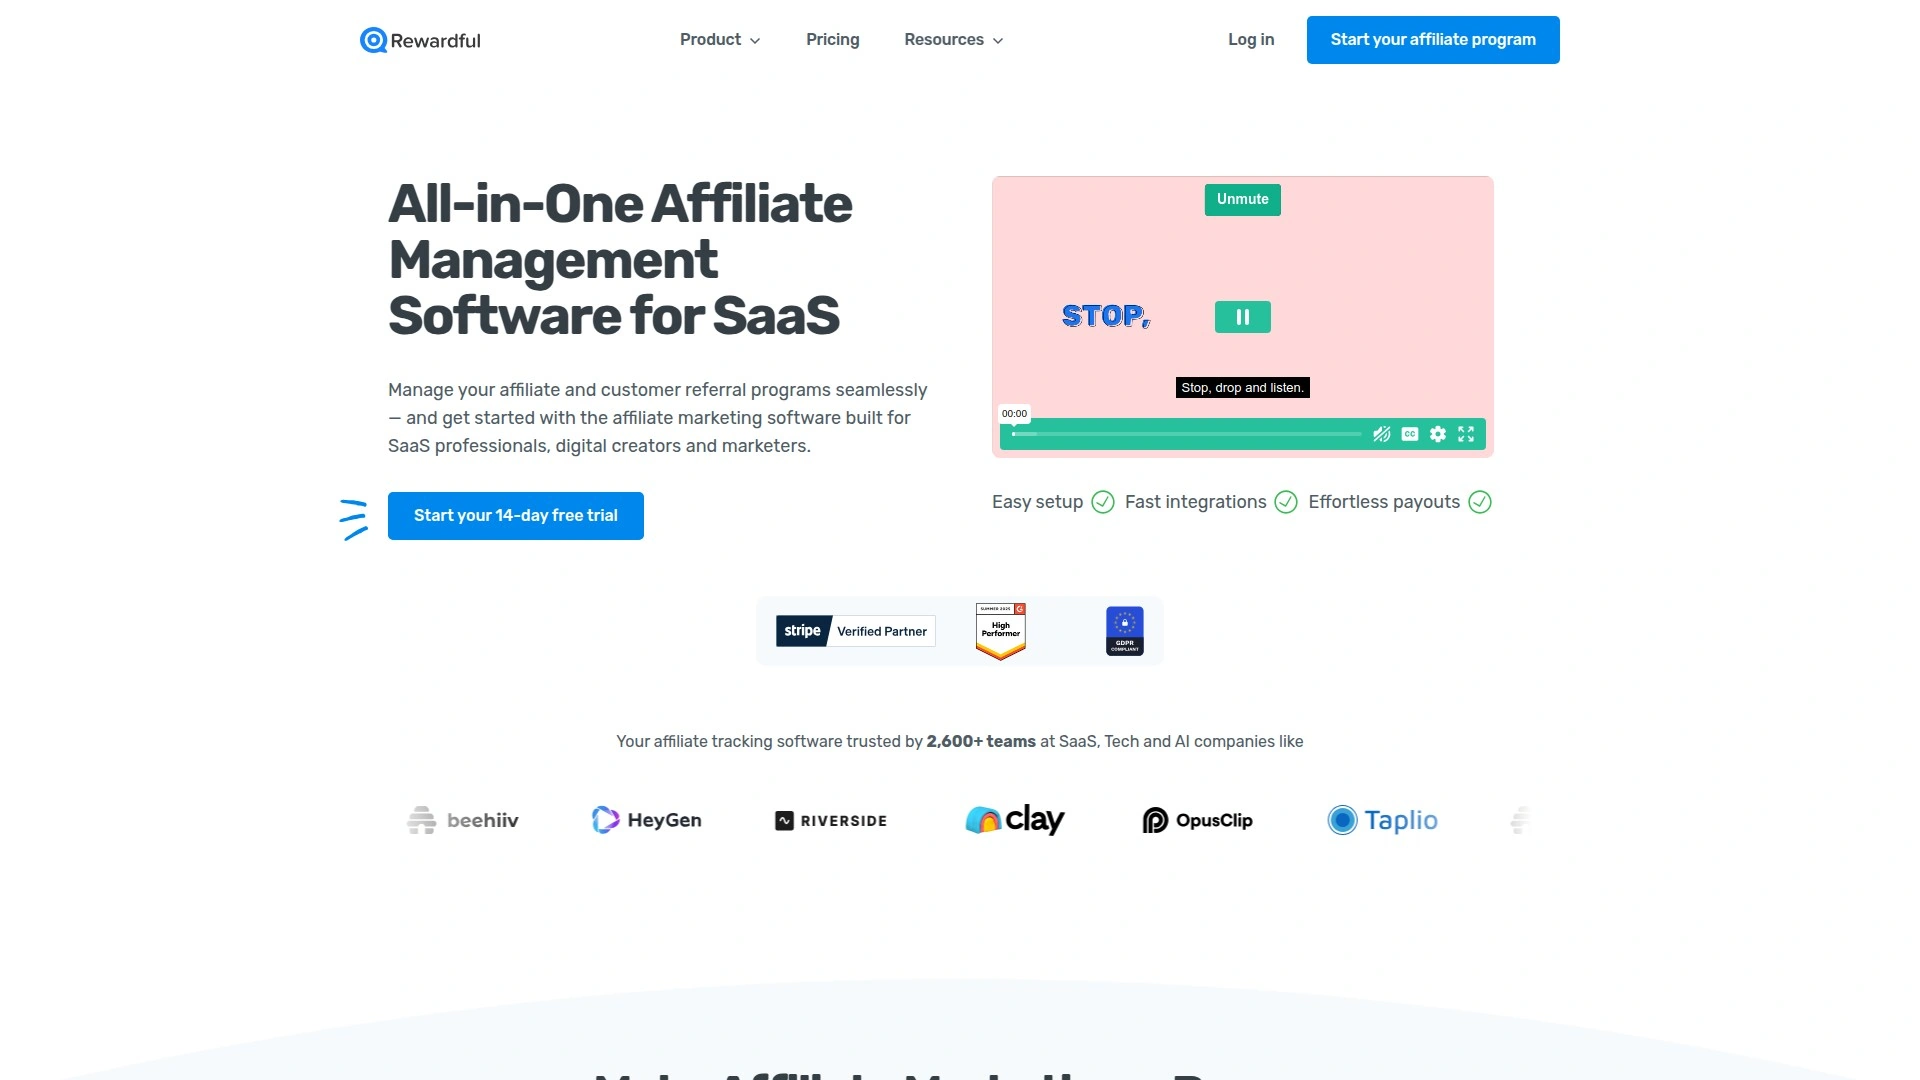 Rewardful
Product
Pricing
Resources
Log in
Start your affiliate program
All-in-One Affiliate
Management
Software for SaaS
Manage your affiliate and customer referral programs seamlessly
— and get started with the affiliate marketing software built for
SaaS professionals, digital creators and marketers.
Start your 14-day free trial
Unmute
STOP,
Stop, drop and listen.
00:00
CC
Easy setup
Fast integrations
Effortless payouts
stripe Verified Partner
SUMMER 2025
High
Performer
GDPR
COMPLIANT
Your affiliate tracking software trusted by 2,600+ teams at SaaS, Tech and AI companies like
beehiiv
HeyGen
RIVERSIDE
clay
OpusClip
Taplio